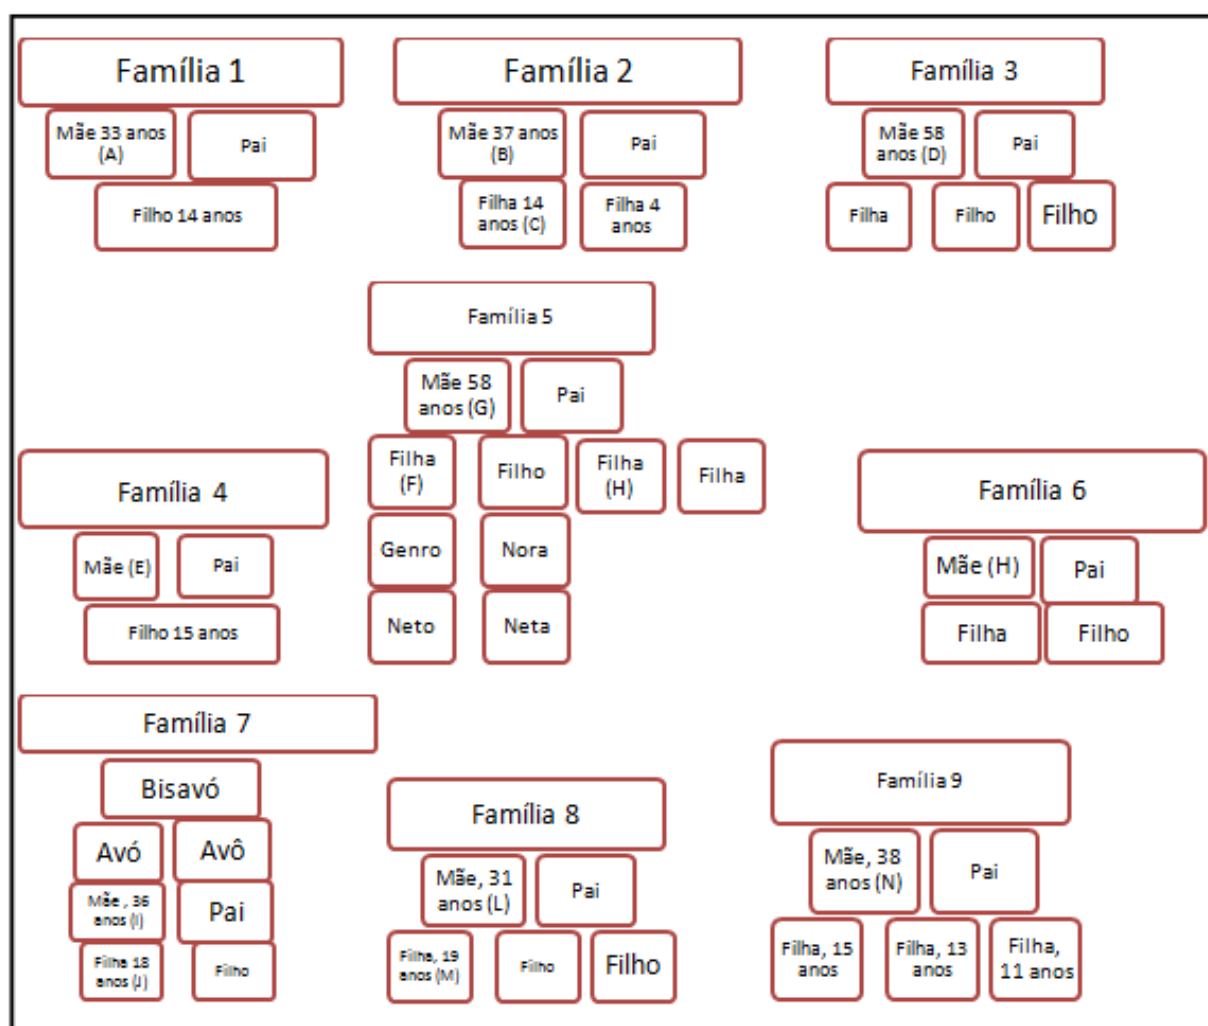 Família 1
Mãe 33 anos
(A)
Pai
Filho 14 anos
Família 2
Mãe 37 anos
(B)
Pai
Filha 14
anos (C)
Filha 4
anos
Família 3
Mãe 58
anos (D)
Pai
Filha
Filho
Filho
Família 4
Mãe (E)
Pai
Filho 15 anos
Família 5
Mãe 58
anos (G)
Pai
Filha
(F)
Filho
Filha
(H)
Filha
Genro
Nora
Neto
Neta
Família 6
Mãe (H)
Pai
Filha
Filho
Família 7
Bisavó
Avó
Avô
Mãe , 36
anos (I)
Pai
Filha 18
anos (J)
Filho
Família 8
Mãe, 31
anos (L)
Pai
Filha, 19
anos (M)
Filho
Filho
Família 9
Mãe, 38
anos (N)
Pai
Filha, 15
anos
Filha, 13
anos
Filha,
11 anos